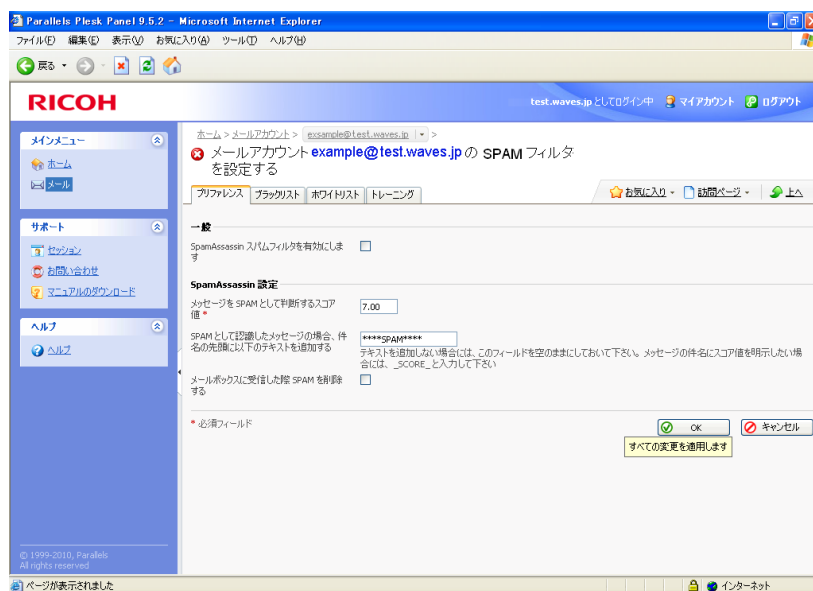 Parallels Plesk Panel 9.5.2 - Microsoft Internet Explorer
ファイル(F) 編集(E) 表示(V) お気に入り(A) ツール(T) ヘルプ(H)
戻る
RICOH
test.waves.jp としてログイン中 マイアカウント ログアウト
メインメニュー
ホーム
メール
サポート
セッション
お問い合わせ
マニュアルのダウンロード
ヘルプ
ヘルプ
© 1999-2010, Parallels
All rights reserved
ホーム > メールアカウント > exsample@test.waves.jp >
メールアカウント example@test.waves.jp の SPAM フィルタ
を設定する
プリファレンス ブラックリスト ホワイトリスト トレーニング
お気に入り 訪問ページ 上へ
一般
SpamAssassin スパムフィルタを有効にしま
す
SpamAssassin 設定
メッセージを SPAM として判断するスコア
値 *
7.00
SPAM として認識したメッセージの場合、件
名の先頭に以下のテキストを追加する
****SPAM****
テキストを追加しない場合には、このフィールドを空のままにしておいて下さい。メッセージの件名にスコア値を明示したい場
合には、_SCORE_ と入力して下さい
メールボックスに受信した際 SPAM を削除
する
* 必須フィールド
OK キャンセル
すべての変更を適用します
ページが表示されました
インターネット